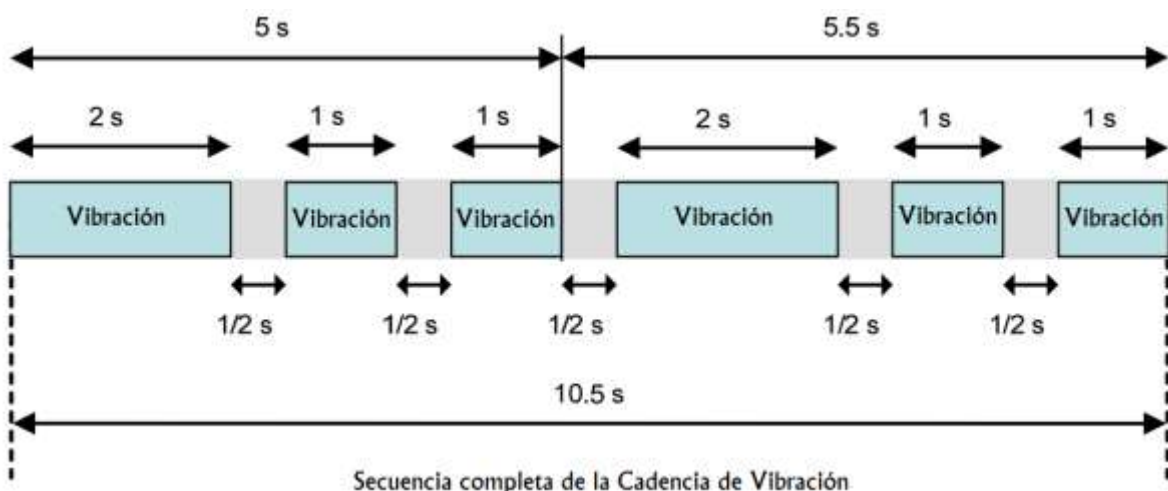 5 s 5.5 s
2 s 1 s 1 s 2 s 1 s 1 s
Vibración Vibración Vibración Vibración Vibración Vibración
1/2 s 1/2 s 1/2 s 1/2 s 1/2 s
10.5 s
Secuencia completa de la Cadencia de Vibración